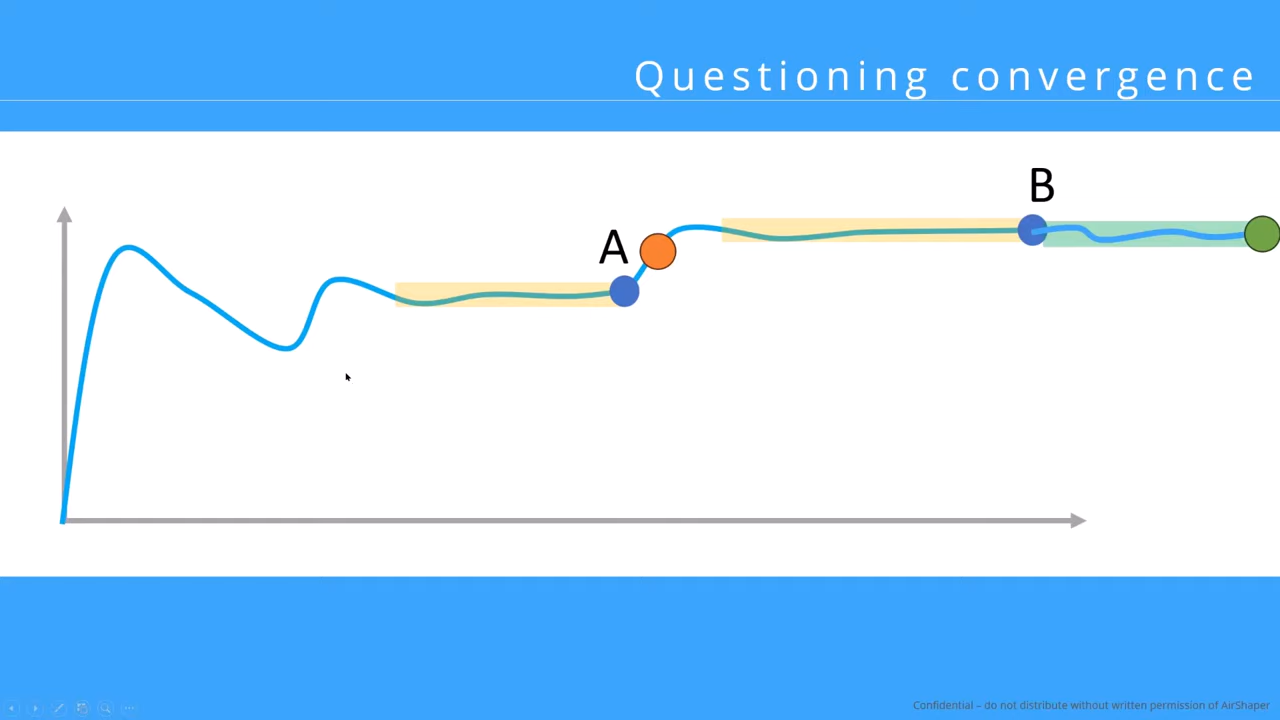 Questioning convergence
B
A
Confidential – do not distribute without written permission of AirShaper